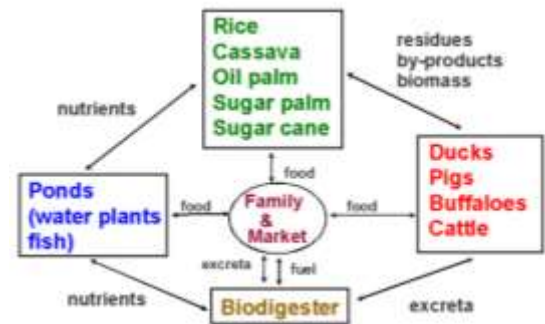 Rice
Cassava
Oil palm
Sugar palm
Sugar cane
residues
by-products
biomass
nutrients
food
Ducks
Pigs
Buffaloes
Cattle
Ponds
(water plants
fish)
food
Family
&
Market
food
excreta
fuel
nutrients
Biodigester
excreta